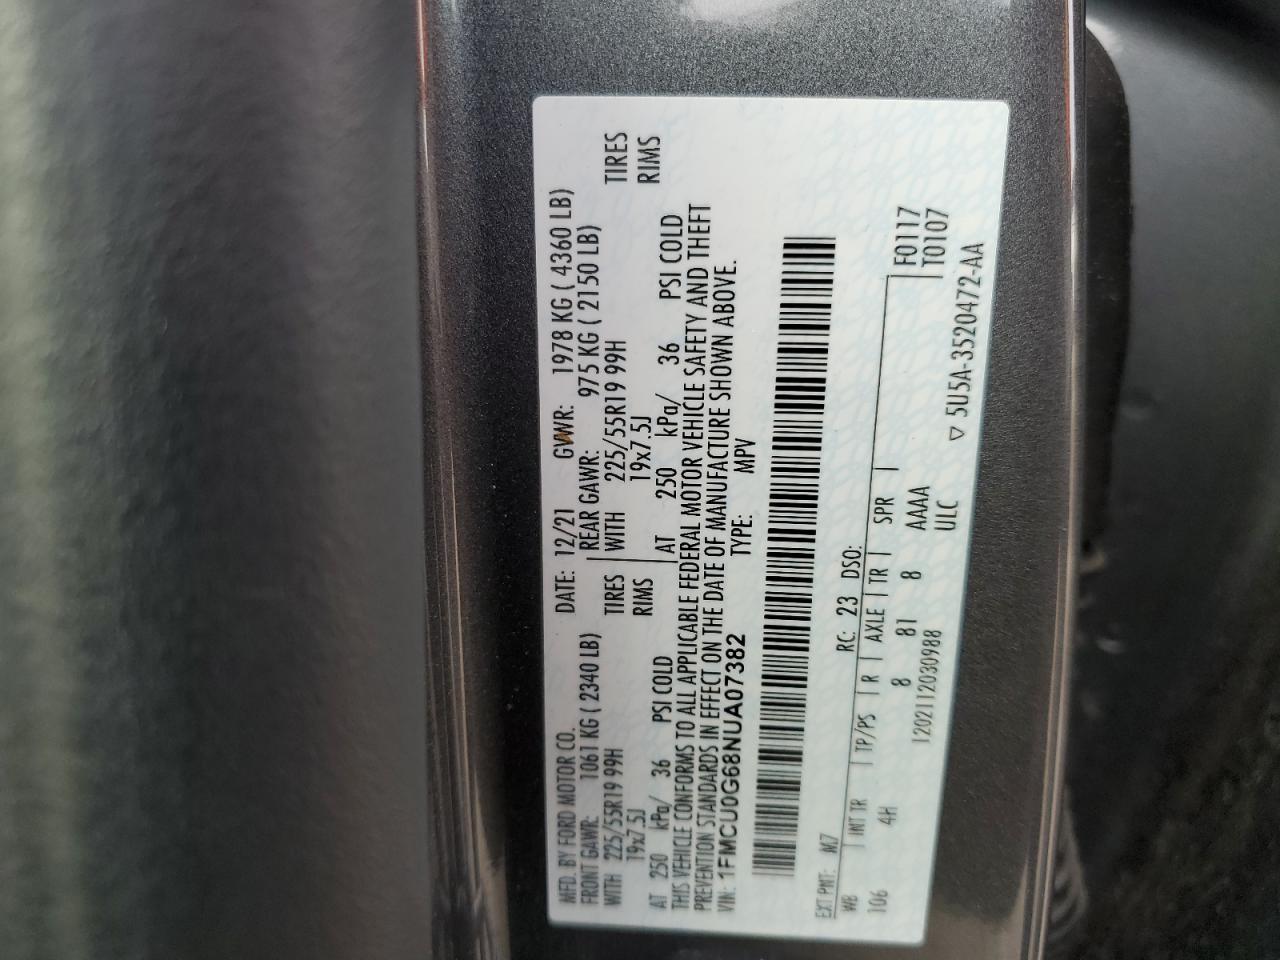 MFD. BY FORD MOTOR CO.
DATE: 12/21 GVWR: 1978 KG ( 4360 LB)
FRONT GAWR: 1061 KG ( 2340 LB) REAR GAWR: 975 KG ( 2150 LB)
WITH 225/55R19 99H TIRES WITH 225/55R19 99H TIRES
19x7.5J RIMS 19x7.5J RIMS
AT 250 kPa/ 36 PSI COLD AT 250 kPa/ 36 PSI COLD
THIS VEHICLE CONFORMS TO ALL APPLICABLE FEDERAL MOTOR VEHICLE SAFETY AND THEFT
PREVENTION STANDARDS IN EFFECT ON THE DATE OF MANUFACTURE SHOWN ABOVE.
VIN: 1FMCU0G68NUA07382 TYPE: MPV
EXT PNT: M7 RC: 23 DSO:
WB INT TR TP/PS R AXLE TR SPR F0117
106 4H 8 81 8 AAAA T0107
1202112030988 ULC ▽ 5U5A-3520472-AA